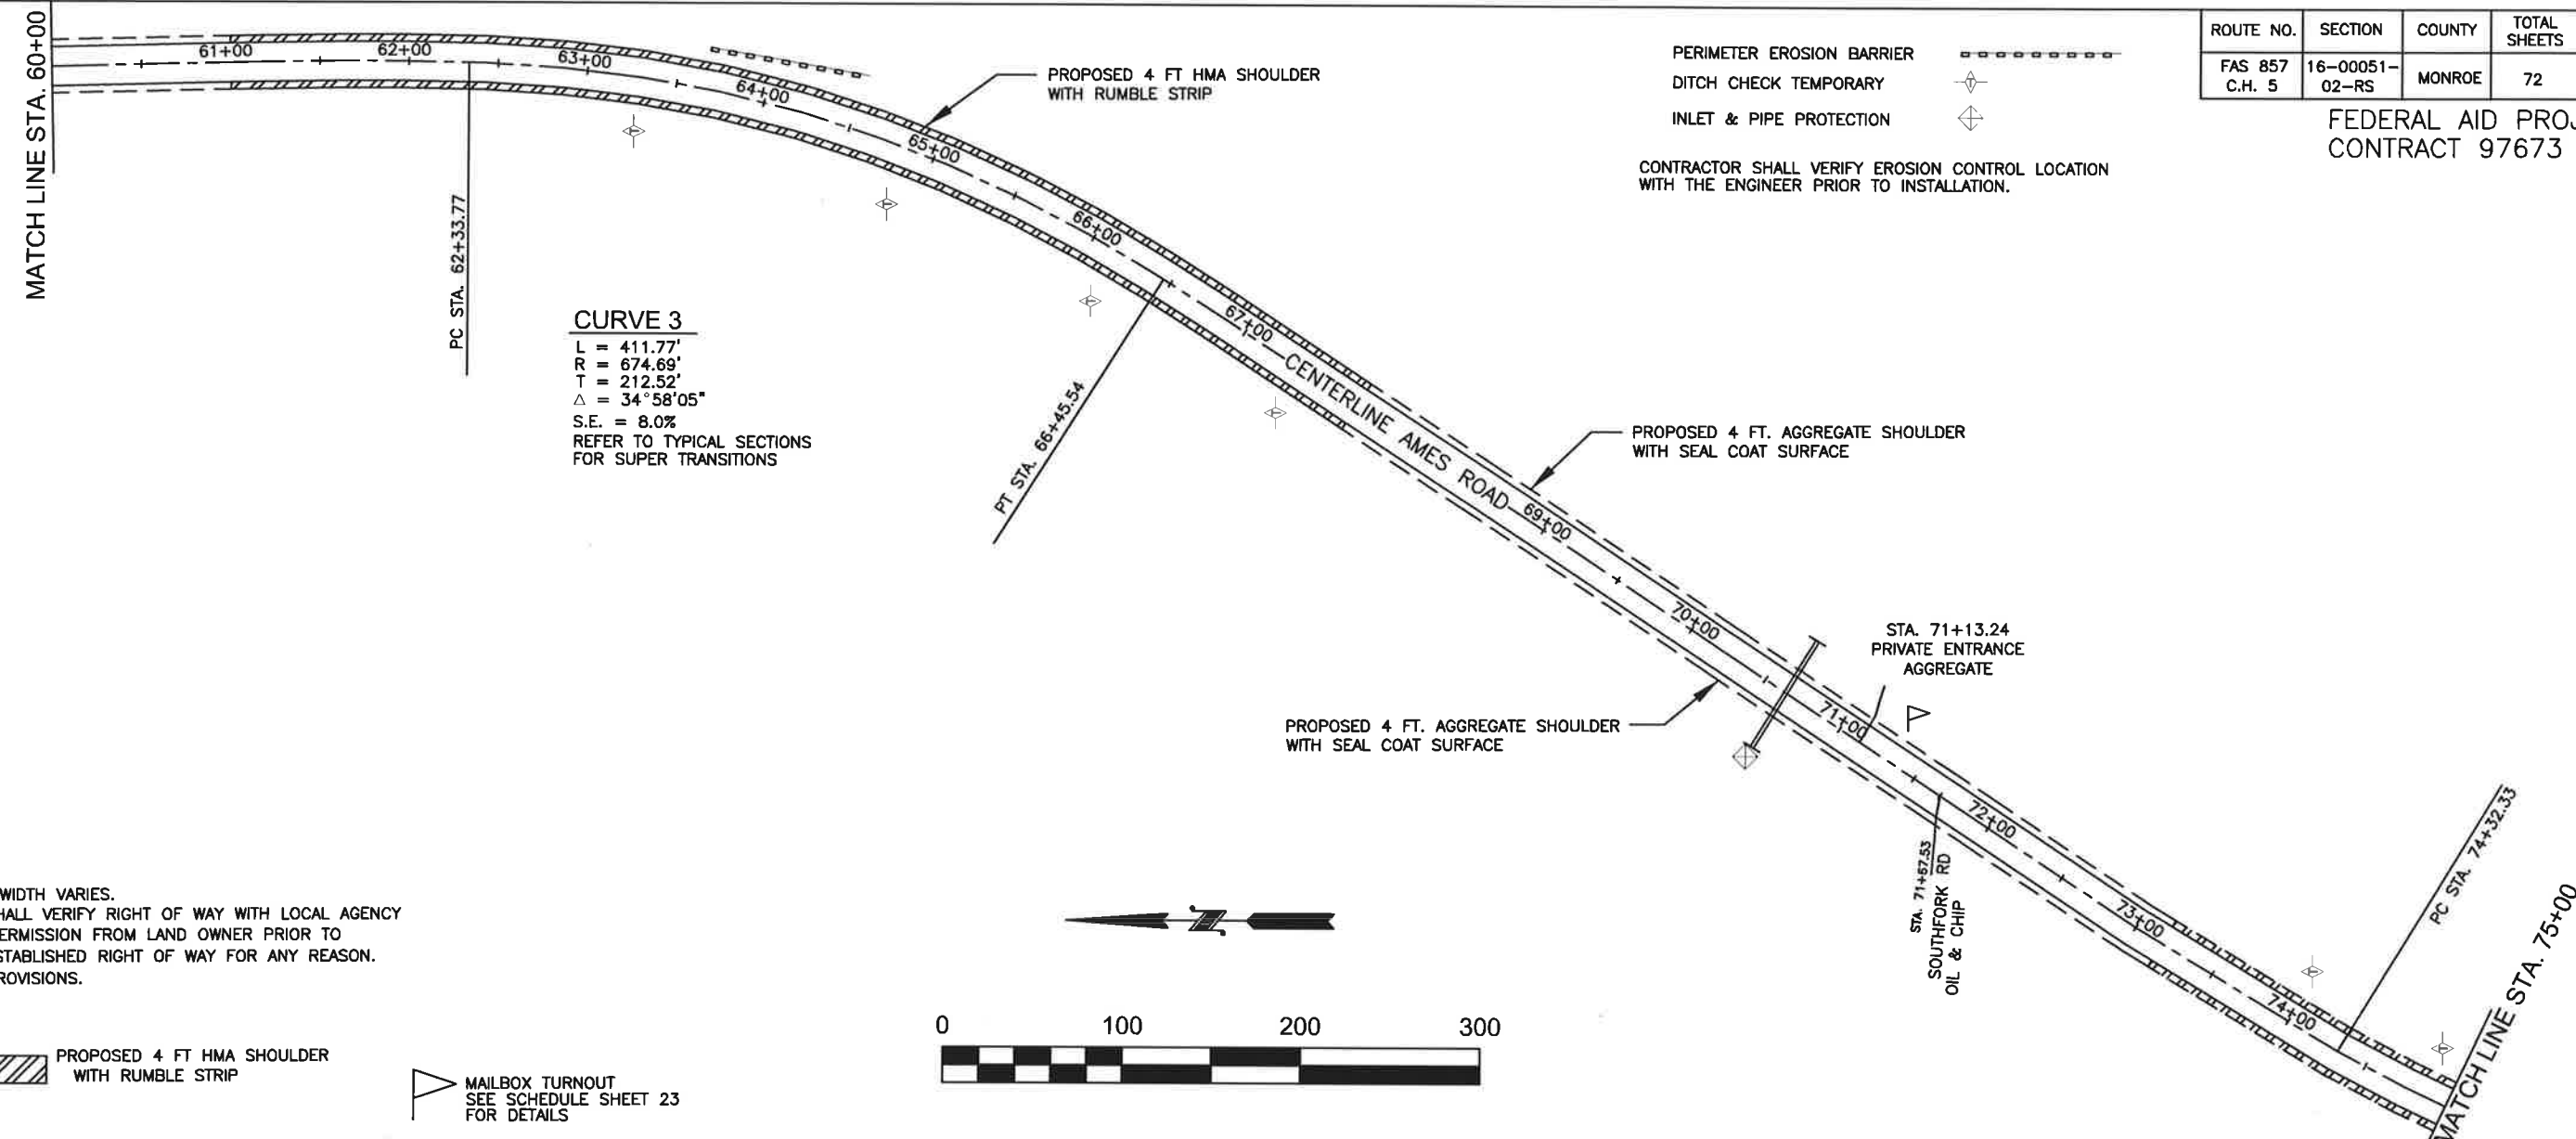 MATCH LINE STA. 60+00
61+00
62+00
63+00
64+00
65+00
66+00
67+00
CENTERLINE AMES ROAD
69+00
70+00
71+00
72+00
73+00
74+00
PC STA. 62+33.77
PROPOSED 4 FT HMA SHOULDER
WITH RUMBLE STRIP
PERIMETER EROSION BARRIER
DITCH CHECK TEMPORARY
INLET & PIPE PROTECTION
CONTRACTOR SHALL VERIFY EROSION CONTROL LOCATION
WITH THE ENGINEER PRIOR TO INSTALLATION.
ROUTE NO. SECTION COUNTY TOTAL SHEETS
FAS 857 C.H. 5 16-00051-02-RS MONROE 72
FEDERAL AID PROJ
CONTRACT 97673
CURVE 3
L = 411.77'
R = 674.69'
T = 212.52'
△ = 34°58'05"
S.E. = 8.0%
REFER TO TYPICAL SECTIONS
FOR SUPER TRANSITIONS
PT STA. 66+45.54
PROPOSED 4 FT. AGGREGATE SHOULDER
WITH SEAL COAT SURFACE
STA. 71+13.24
PRIVATE ENTRANCE
AGGREGATE
PROPOSED 4 FT. AGGREGATE SHOULDER
WITH SEAL COAT SURFACE
STA. 71+67.53
SOUTHFORK RD
OIL & CHIP
PC STA. 74+32.33
MATCH LINE STA. 75+00
WIDTH VARIES.
HALL VERIFY RIGHT OF WAY WITH LOCAL AGENCY
ERMISSION FROM LAND OWNER PRIOR TO
STABLISHED RIGHT OF WAY FOR ANY REASON.
ROVISIONS.
N
0 100 200 300
PROPOSED 4 FT HMA SHOULDER
WITH RUMBLE STRIP
MAILBOX TURNOUT
SEE SCHEDULE SHEET 23
FOR DETAILS